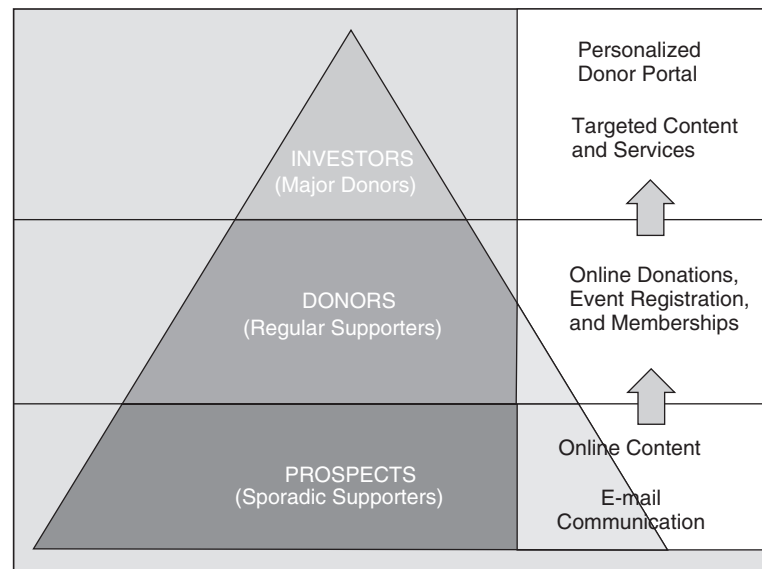 INVESTORS
(Major Donors)
Personalized
Donor Portal
Targeted Content
and Services
DONORS
(Regular Supporters)
Online Donations,
Event Registration,
and Memberships
PROSPECTS
(Sporadic Supporters)
Online Content
E-mail
Communication